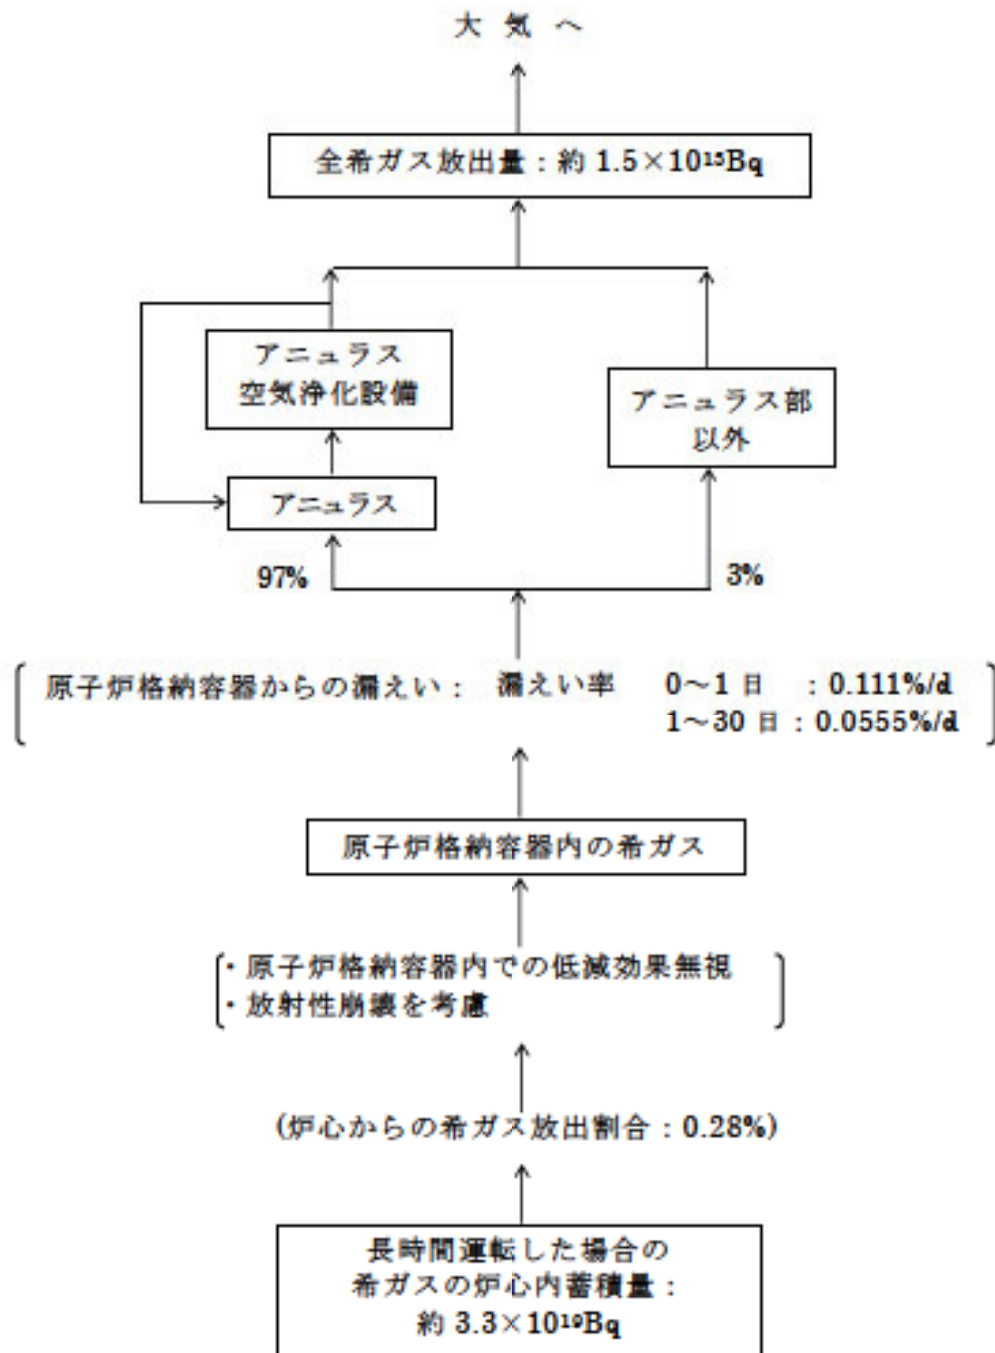 大気へ
全希ガス放出量：約 1.5×10¹⁵Bq
アニュラス
空気浄化設備
アニュラス部
以外
アニュラス
97%
3%
原子炉格納容器からの漏えい： 漏えい率 0～1 日 ：0.111%/d
1～30 日：0.0555%/d
原子炉格納容器内の希ガス
・原子炉格納容器内での低減効果無視
・放射性崩壊を考慮
(炉心からの希ガス放出割合：0.28%)
長時間運転した場合の
希ガスの炉心内蓄積量：
約 3.3×10¹⁹Bq